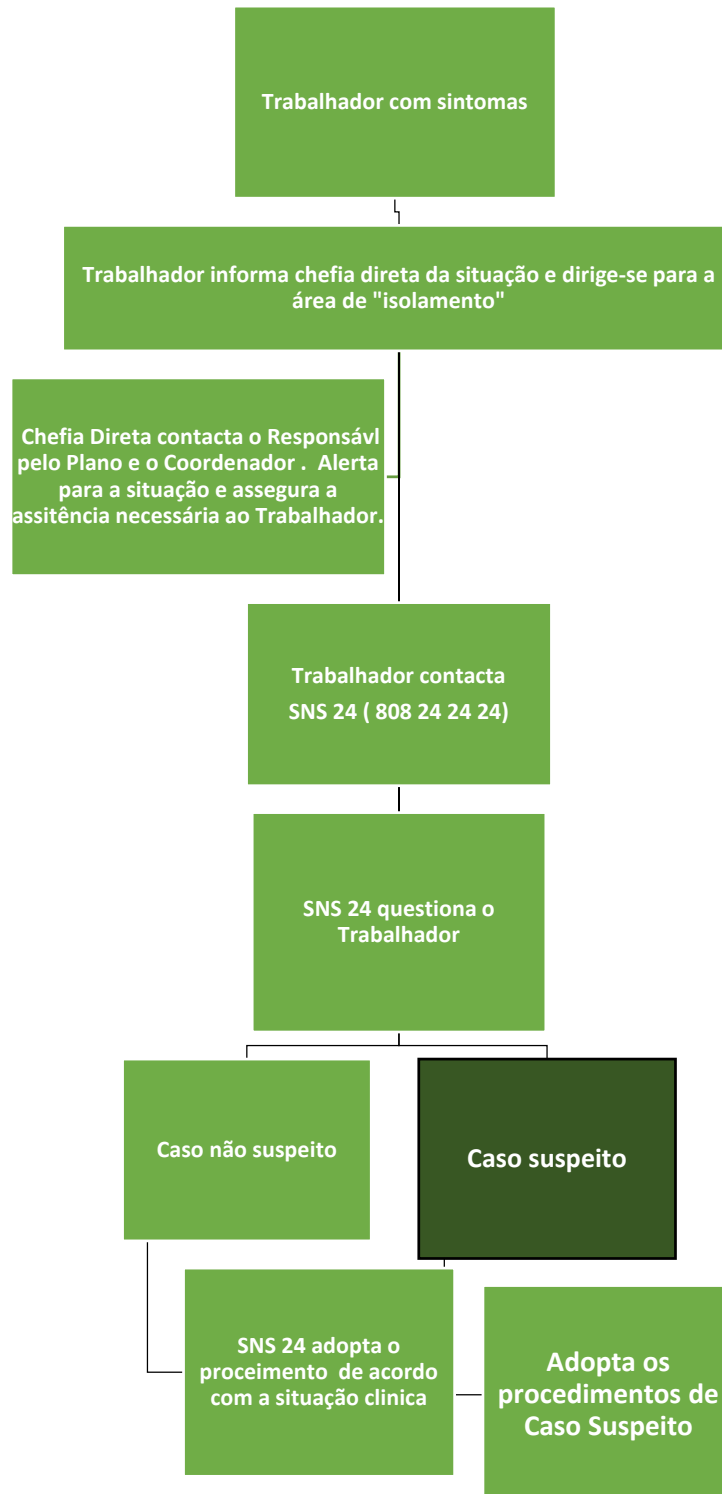 Trabalhador com sintomas
Trabalhador informa chefia direta da situação e dirige-se para a
área de "isolamento"
Chefia Direta contacta o Responsávl
pelo Plano e o Coordenador . Alerta
para a situação e assegura a
assitência necessária ao Trabalhador.
Trabalhador contacta
SNS 24 ( 808 24 24 24)
SNS 24 questiona o
Trabalhador
Caso não suspeito
Caso suspeito
SNS 24 adopta o
proceimento de acordo
com a situação clinica
Adopta os
procedimentos de
Caso Suspeito